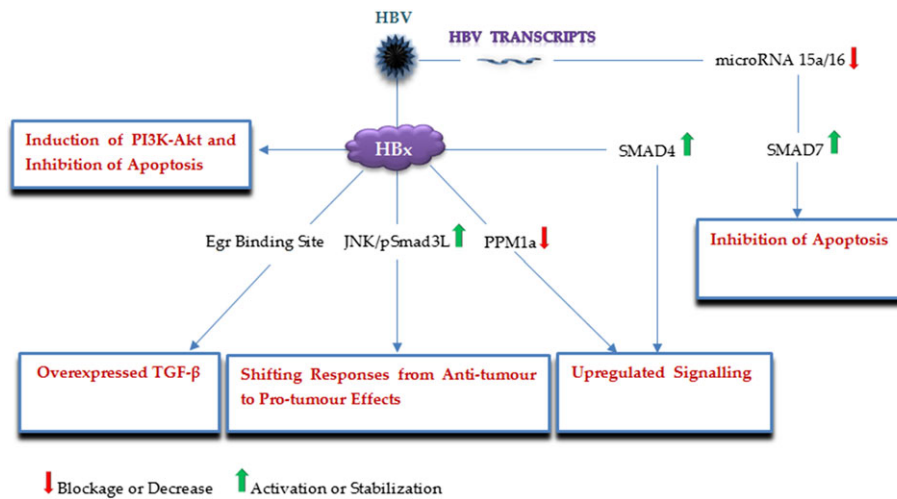 HBV
HBV TRANSCRIPTS
microRNA 15a/16
Induction of PI3K-Akt and
Inhibition of Apoptosis
HBx
SMAD4
SMAD7
Egr Binding Site
JNK/pSmad3L
PPM1a
Inhibition of Apoptosis
Overexpressed TGF-β
Shifting Responses from Anti-tumour
to Pro-tumour Effects
Upregulated Signalling
Blockage or Decrease
Activation or Stabilization